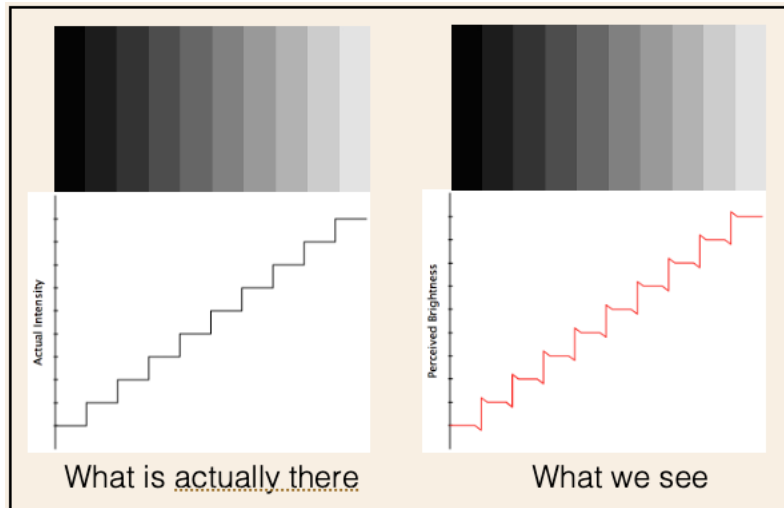 Actual Intensity
Perceived Brightness
What is actually there
What we see